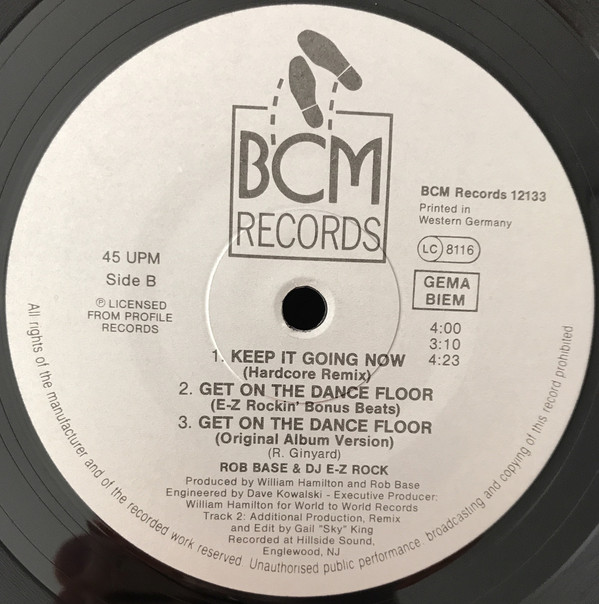 BCM
RECORDS
BCM Records 12133
Printed in
Western Germany
LC 8116
GEMA
BIEM
45 UPM
Side B
Ⓟ LICENSED
FROM PROFILE
RECORDS
4:00
3:10
4:23
1. KEEP IT GOING NOW
(Hardcore Remix)
2. GET ON THE DANCE FLOOR
(E-Z Rockin' Bonus Beats)
3. GET ON THE DANCE FLOOR
(Original Album Version)
(R. Ginyard)
ROB BASE & DJ E-Z ROCK
Produced by William Hamilton and Rob Base
Engineered by Dave Kowalski - Executive Producer:
William Hamilton for World to World Records
Track 2: Additional Production, Remix
and Edit by Gail "Sky" King
Recorded at Hillside Sound,
Englewood, NJ
All rights of the manufacturer and of the recorded work reserved Unauthorised public performance broadcasting and copying of this record prohibited